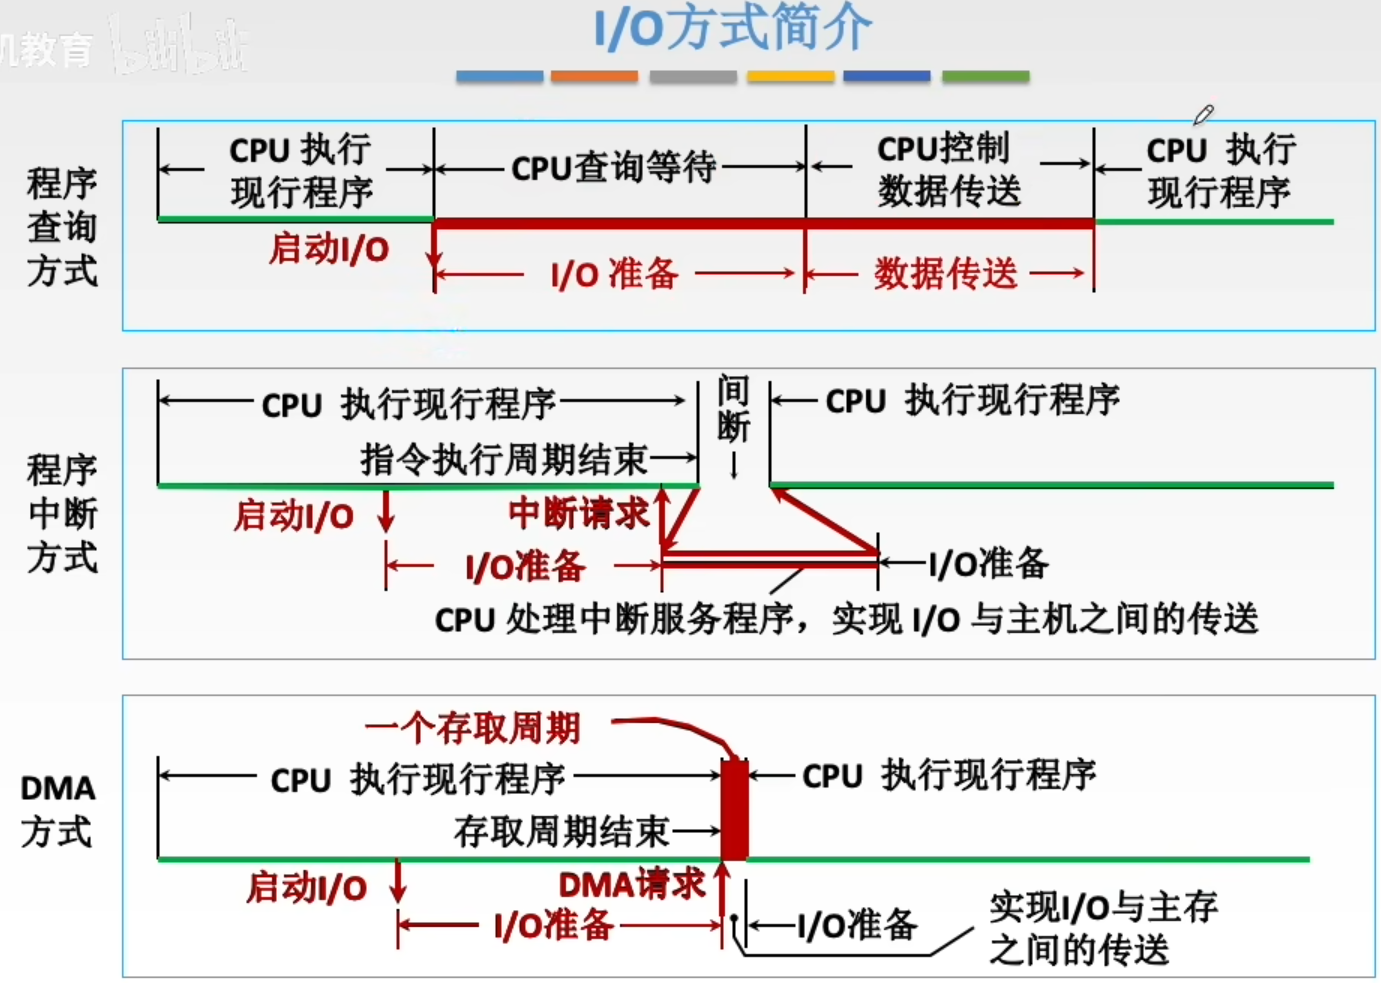 I/O方式简介
机教育 bilibili
程序
查询
方式
CPU 执行
现行程序
CPU查询等待
CPU控制
数据传送
CPU 执行
现行程序
启动I/O
I/O 准备
数据传送
程序
中断
方式
CPU 执行现行程序
间
断
CPU 执行现行程序
指令执行周期结束
启动I/O
中断请求
I/O准备
I/O准备
CPU 处理中断服务程序，实现 I/O 与主机之间的传送
DMA
方式
一个存取周期
CPU 执行现行程序
CPU 执行现行程序
存取周期结束
启动I/O
DMA请求
I/O准备
I/O准备
实现I/O与主存
之间的传送